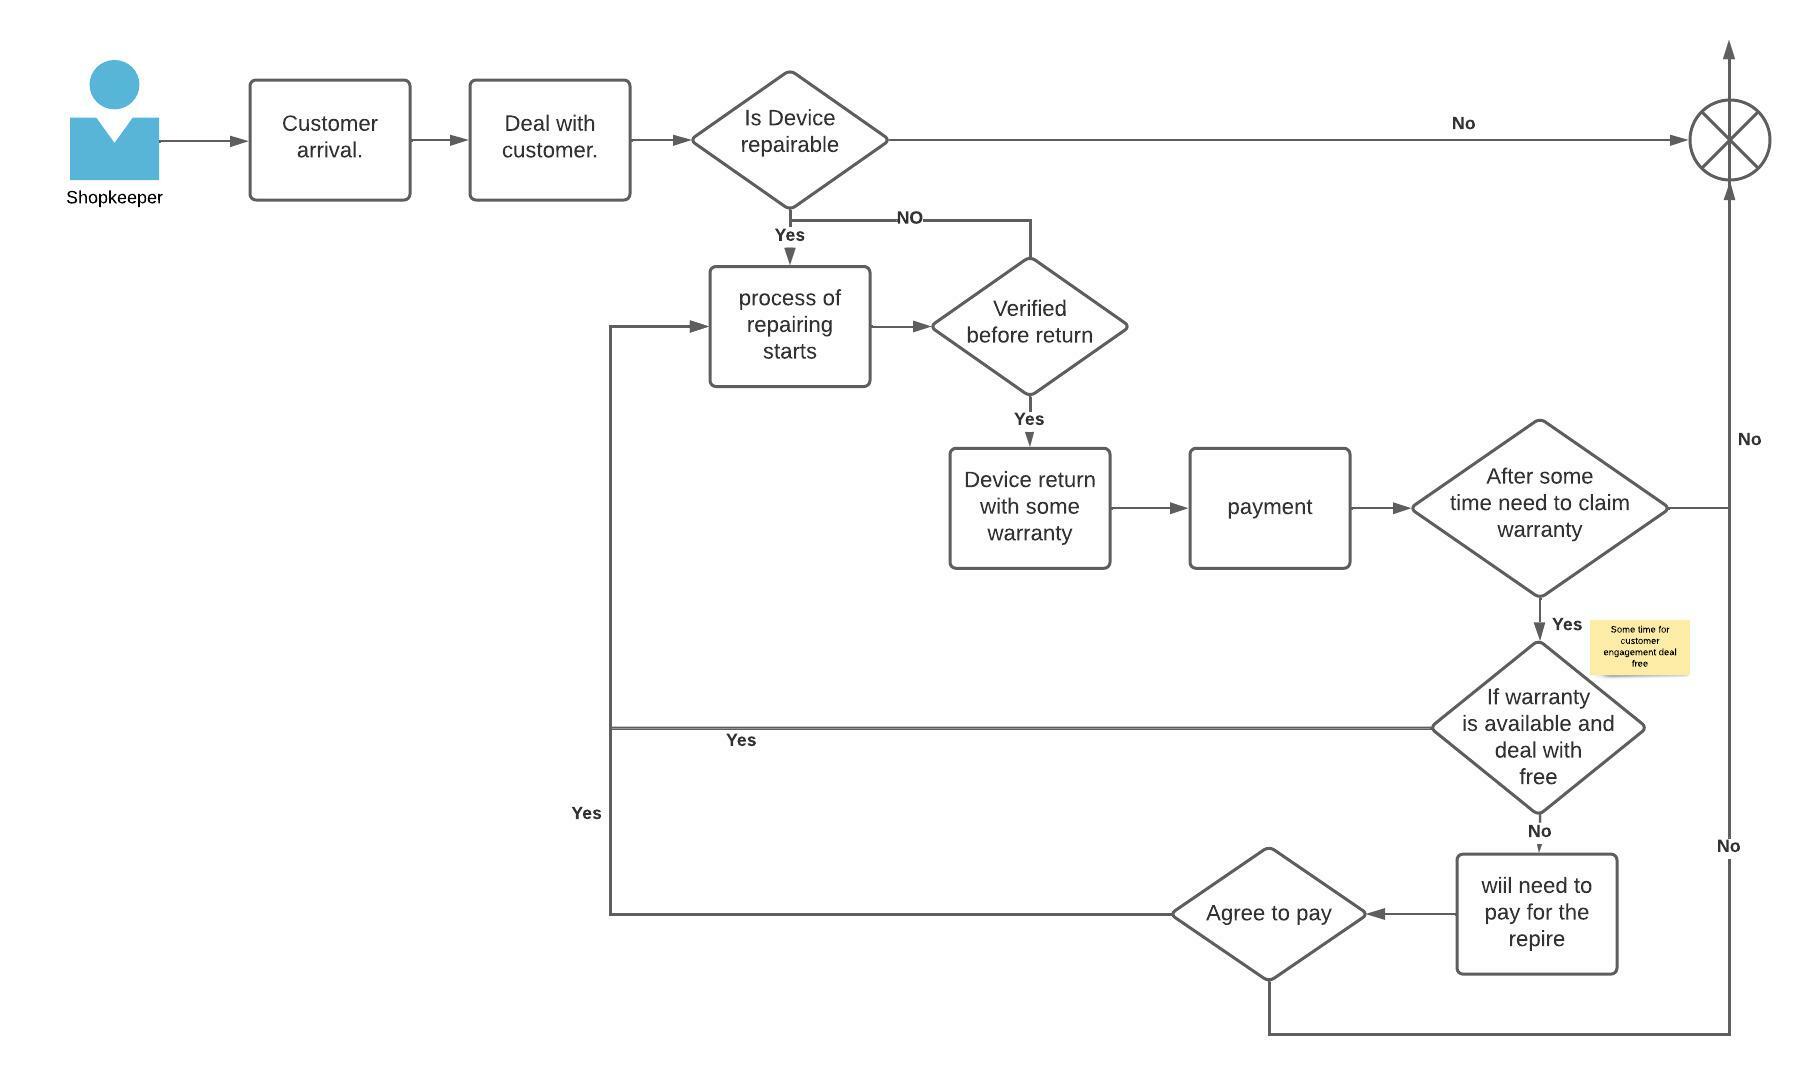 Shopkeeper
Customer
arrival.
Deal with
customer.
Is Device
repairable
No
NO
Yes
process of
repairing
starts
Verified
before return
Yes
Device return
with some
warranty
payment
After some
time need to claim
warranty
No
Yes
Some time for
customer
engagement deal
free
If warranty
is available and
deal with
free
Yes
Yes
No
No
wiil need to
pay for the
repire
Agree to pay